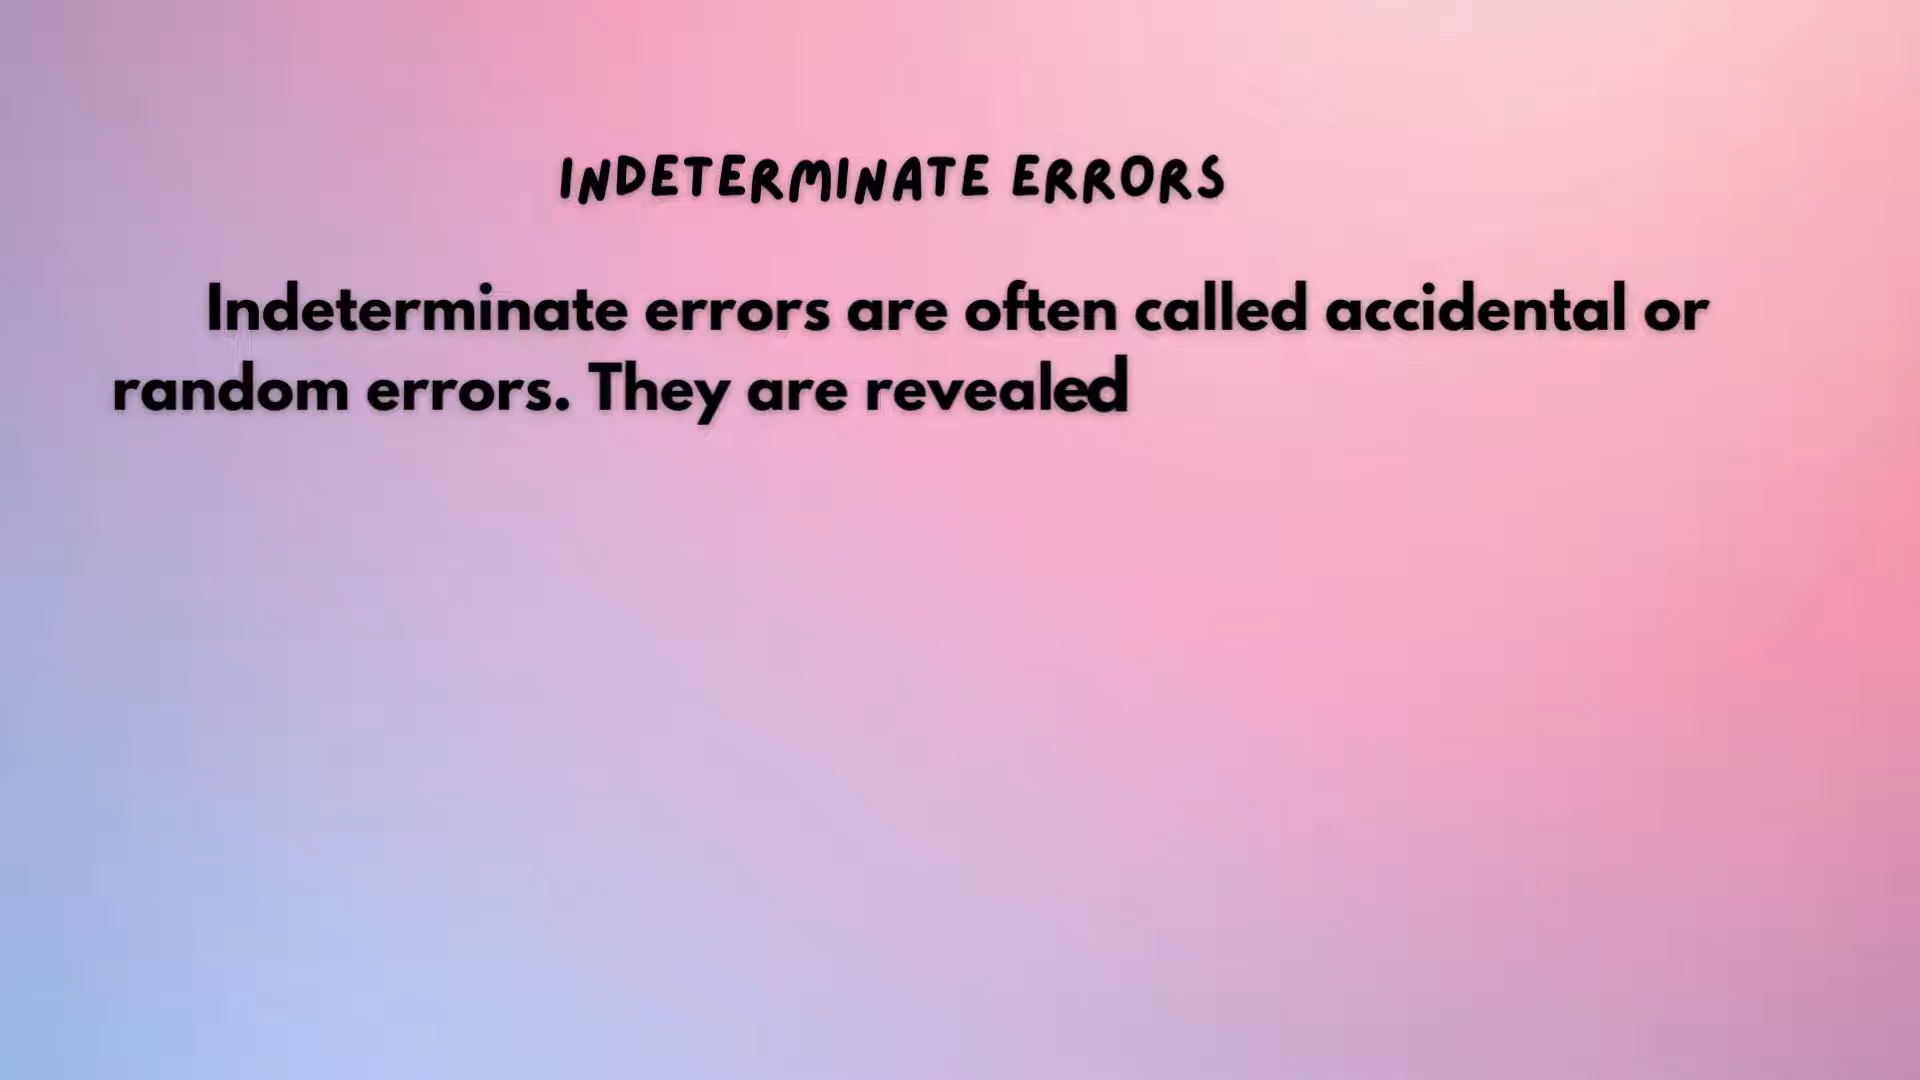 INDETERMINATE ERRORS
Indeterminate errors are often called accidental or
random errors. They are revealed